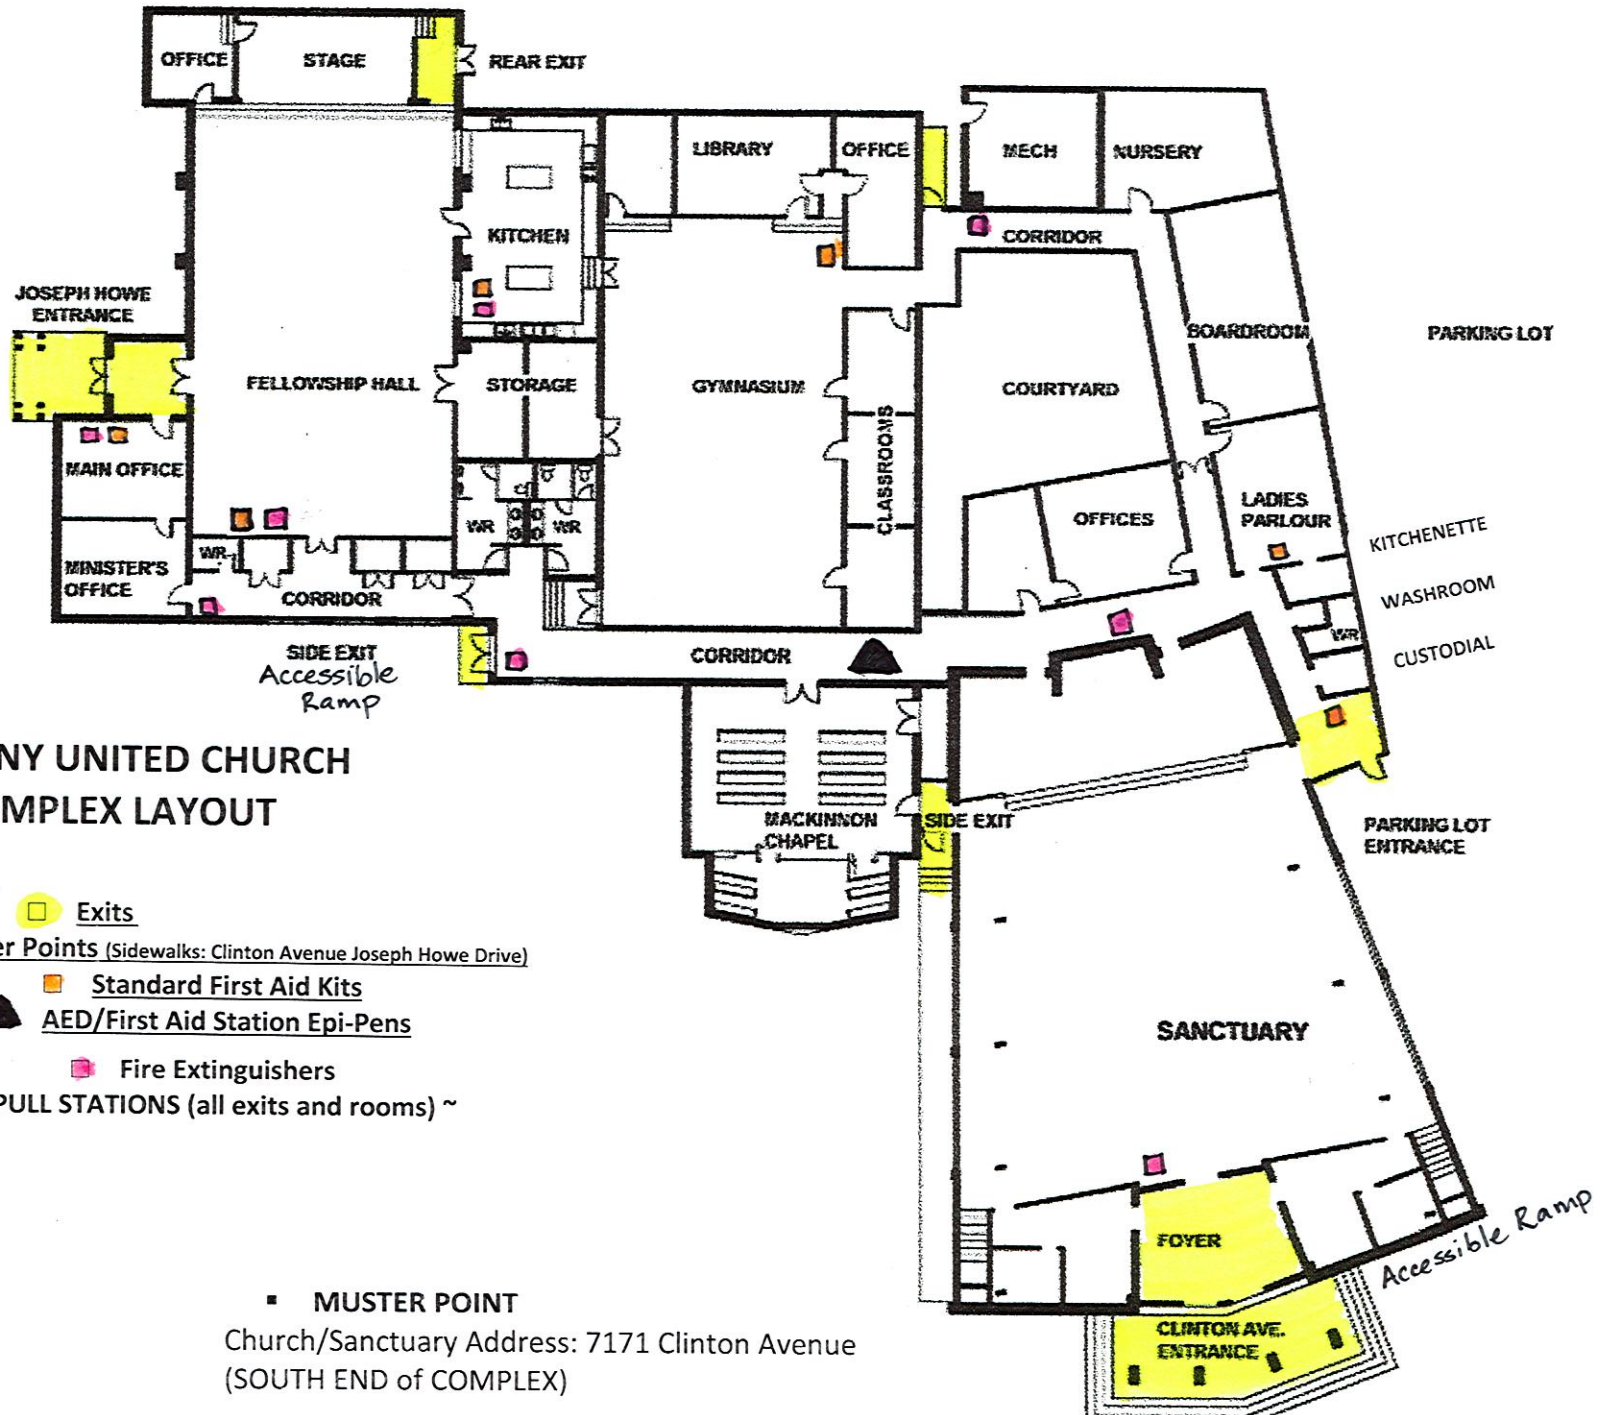 OFFICE
STAGE
REAR EXIT
LIBRARY
OFFICE
MECH
NURSERY
KITCHEN
CORRIDOR
JOSEPH HOWE
ENTRANCE
BOARDROOM
PARKING LOT
FELLOWSHIP HALL
STORAGE
GYMNASIUM
COURTYARD
CLASSROOMS
MAIN OFFICE
LADIES
PARLOUR
OFFICES
KITCHENETTE
WR
WR
WR
MINISTER'S
OFFICE
CORRIDOR
WASHROOM
WR
CUSTODIAL
SIDE EXIT
Accessible
Ramp
CORRIDOR
NY UNITED CHURCH
MPLEX LAYOUT
MACKINNON
CHAPEL
SIDE EXIT
PARKING LOT
ENTRANCE
Exits
er Points (Sidewalks: Clinton Avenue Joseph Howe Drive)
Standard First Aid Kits
AED/First Aid Station Epi-Pens
Fire Extinguishers
PULL STATIONS (all exits and rooms) ~
SANCTUARY
FOYER
Accessible Ramp
CLINTON AVE.
ENTRANCE
▪ MUSTER POINT
Church/Sanctuary Address: 7171 Clinton Avenue
(SOUTH END of COMPLEX)